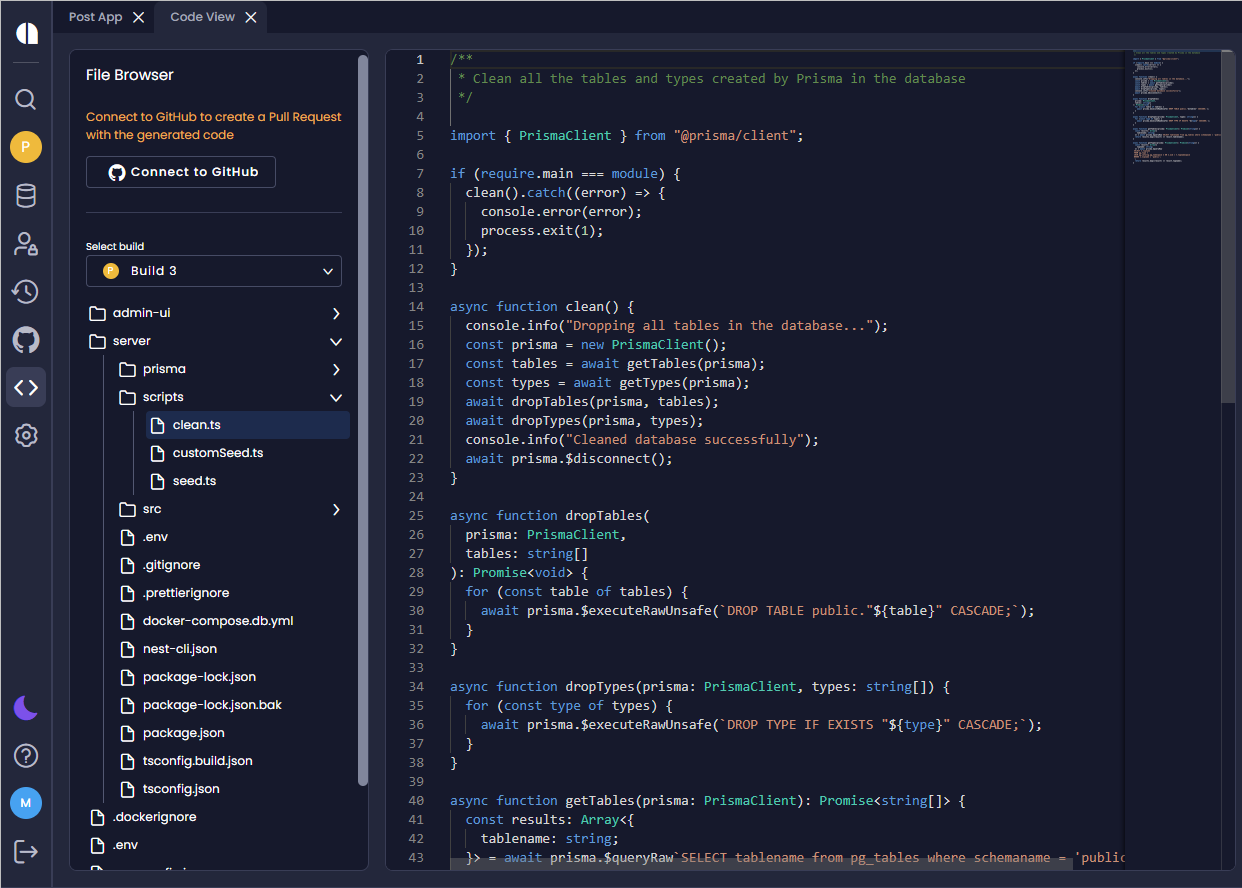 Post App
Code View
File Browser
Connect to GitHub to create a Pull Request
with the generated code
Connect to GitHub
Select build
P
Build 3
admin-ui
server
prisma
scripts
clean.ts
customSeed.ts
seed.ts
src
.env
.gitignore
.prettierignore
docker-compose.db.yml
nest-cli.json
package-lock.json
package-lock.json.bak
package.json
tsconfig.build.json
tsconfig.json
.dockerignore
.env
P
M
1 /**
2  * Clean all the tables and types created by Prisma in the database
3  */
4
5 import { PrismaClient } from "@prisma/client";
6
7 if (require.main === module) {
8   clean().catch((error) => {
9     console.error(error);
10     process.exit(1);
11   });
12 }
13
14 async function clean() {
15   console.info("Dropping all tables in the database...");
16   const prisma = new PrismaClient();
17   const tables = await getTables(prisma);
18   const types = await getTypes(prisma);
19   await dropTables(prisma, tables);
20   await dropTypes(prisma, types);
21   console.info("Cleaned database successfully");
22   await prisma.$disconnect();
23 }
24
25 async function dropTables(
26   prisma: PrismaClient,
27   tables: string[]
28 ): Promise<void> {
29   for (const table of tables) {
30     await prisma.$executeRawUnsafe(`DROP TABLE public."${table}" CASCADE;`);
31   }
32 }
33
34 async function dropTypes(prisma: PrismaClient, types: string[]) {
35   for (const type of types) {
36     await prisma.$executeRawUnsafe(`DROP TYPE IF EXISTS "${type}" CASCADE;`);
37   }
38 }
39
40 async function getTables(prisma: PrismaClient): Promise<string[]> {
41   const results: Array<{
42     tablename: string;
43   }> = await prisma.$queryRaw`SELECT tablename from pg_tables where schemaname = 'public